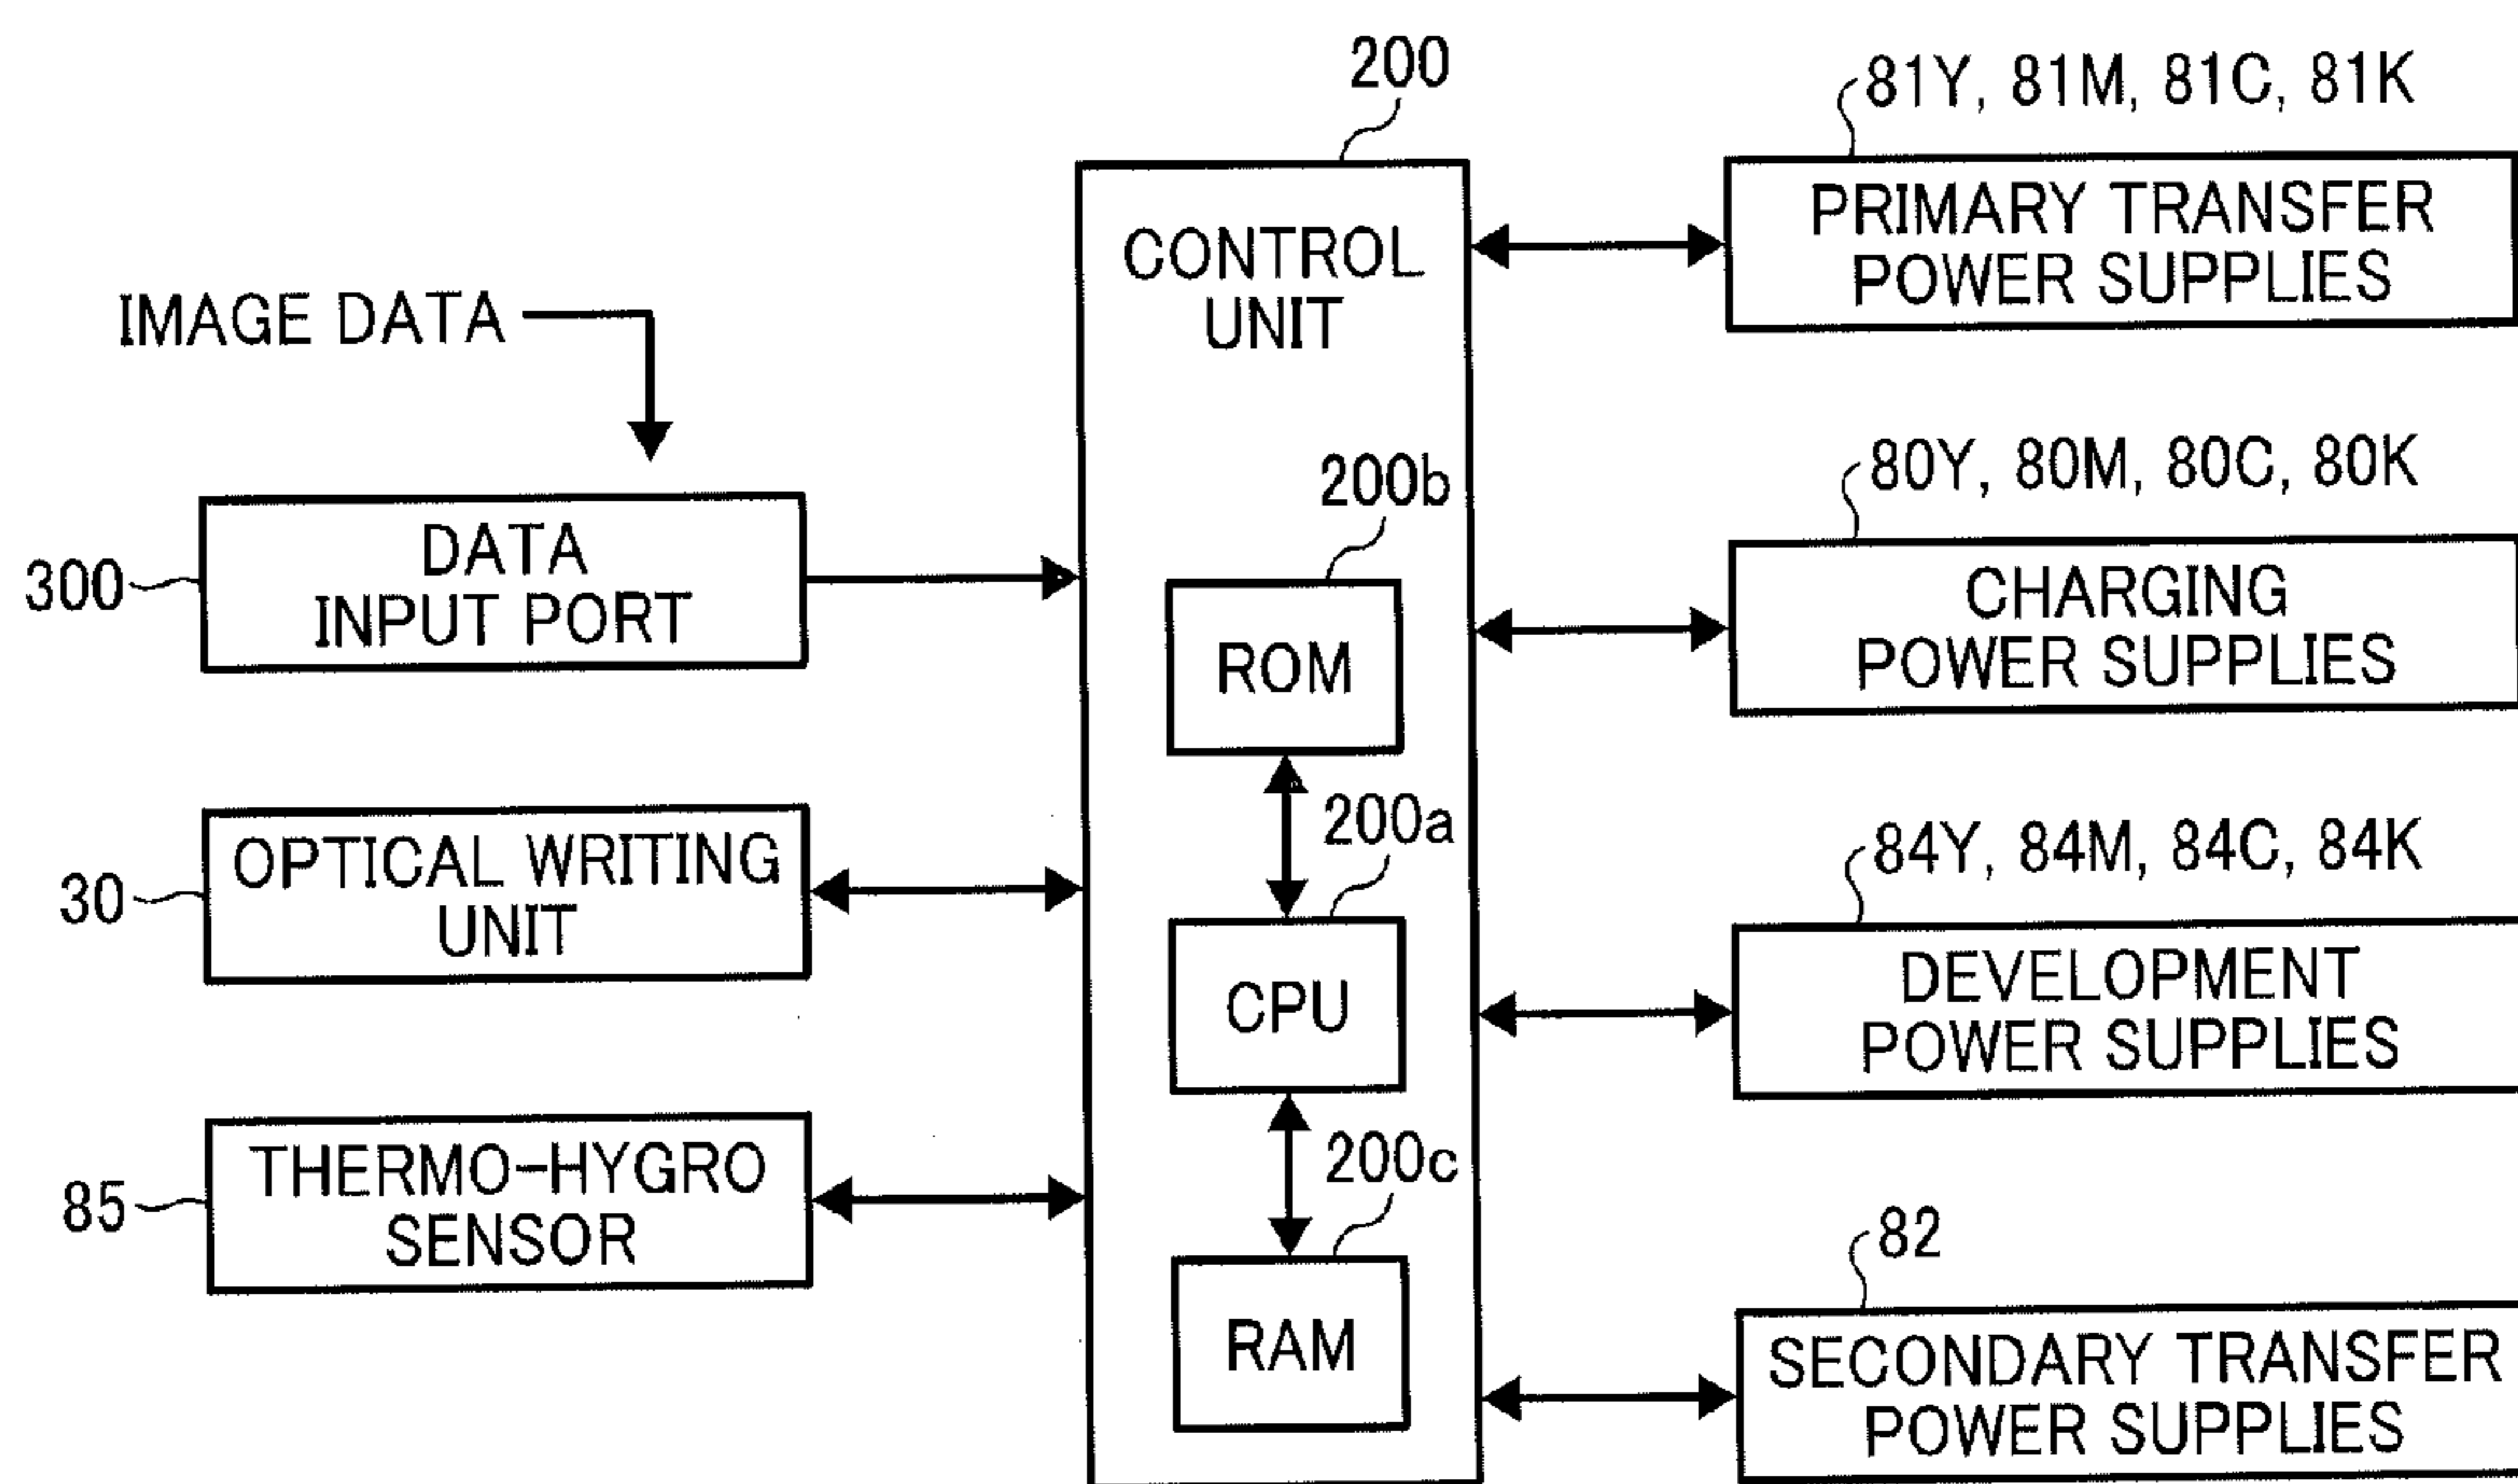 200
81Y, 81M, 81C, 81K
PRIMARY TRANSFER
POWER SUPPLIES
CONTROL
UNIT
IMAGE DATA
80Y, 80M, 80C, 80K
CHARGING
POWER SUPPLIES
200b
ROM
300
DATA
INPUT PORT
200a
CPU
84Y, 84M, 84C, 84K
DEVELOPMENT
POWER SUPPLIES
30
OPTICAL WRITING
UNIT
200c
RAM
85
THERMO-HYGRO
SENSOR
82
SECONDARY TRANSFER
POWER SUPPLIES